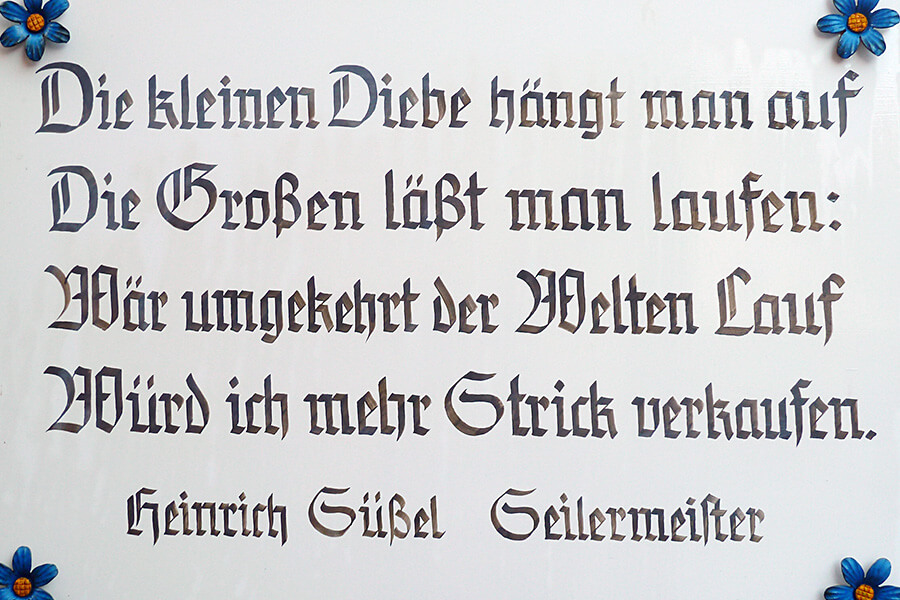 Die kleinen Diebe hängt man auf
Die Großen läßt man laufen:
Wär umgekehrt der Welten Lauf
Würd ich mehr Strick verkaufen.
Heinrich Süßel Seilermeister